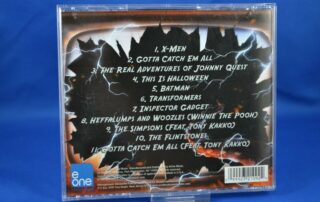 1. X-Men
2. Gotta Catch Em All
3. The Real Adventures of Johnny Quest
4. This Is Halloween
5. Batman
6. Transformers
7. Inspector Gadget
8. Heffalumps and Woozles (Winnie The Pooh)
9. The Simpsons (Feat. Tony Kakko)
10. The Flintstones
11. Gotta Catch Em All (Feat. Tony Kakko)
e
one